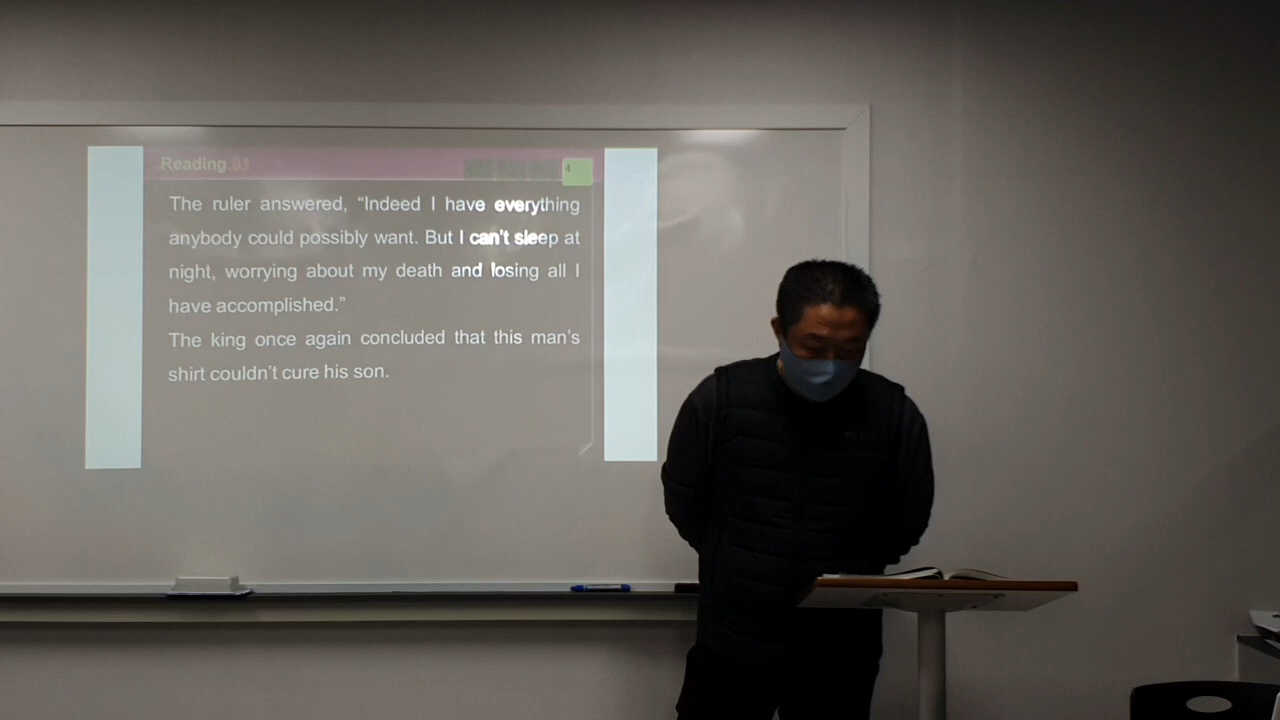 Reading 01
4
The ruler answered, “Indeed I have everything
anybody could possibly want. But I can't sleep at
night, worrying about my death and losing all I
have accomplished.”
The king once again concluded that this man's
shirt couldn't cure his son.